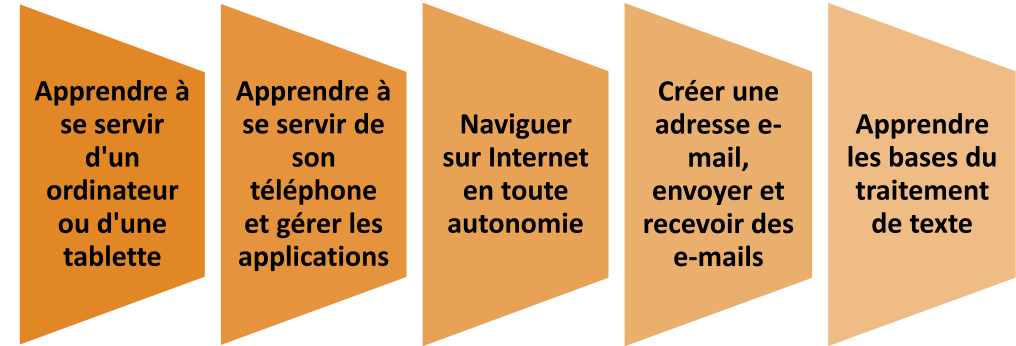 Apprendre à
se servir
d'un
ordinateur
ou d'une
tablette
Apprendre à
se servir de
son
téléphone
et gérer les
applications
Naviguer
sur Internet
en toute
autonomie
Créer une
adresse e-
mail,
envoyer et
recevoir des
e-mails
Apprendre
les bases du
traitement
de texte